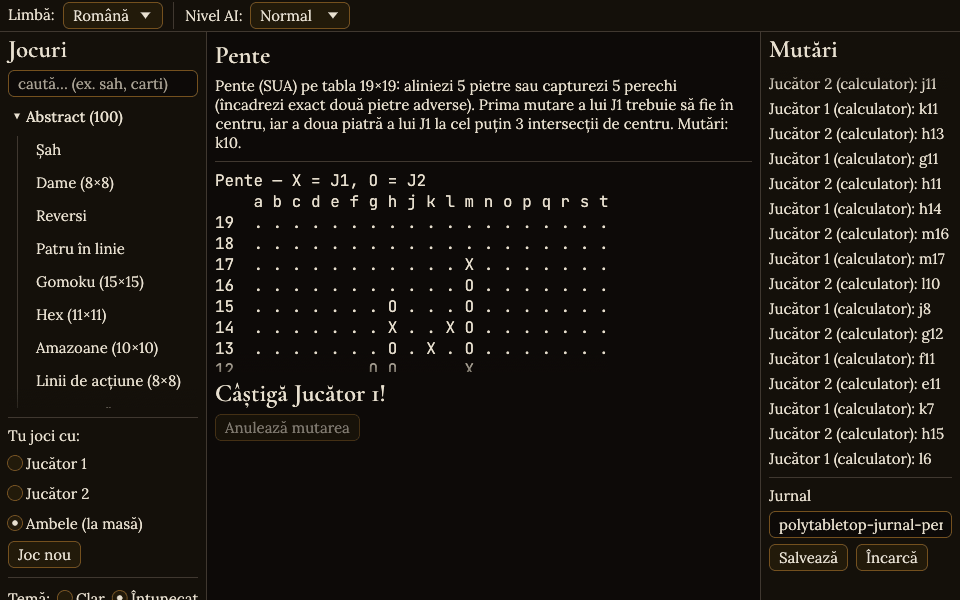 Limbă: Română Nivel AI: Normal
Jocuri
caută... (ex. sah, carti)
Abstract (100)
Șah
Dame (8×8)
Reversi
Patru în linie
Gomoku (15×15)
Hex (11×11)
Amazoane (10×10)
Linii de acțiune (8×8)
Tu joci cu:
Jucător 1
Jucător 2
Ambele (la masă)
Joc nou
Temă: Clar Întunecat
Pente
Pente (SUA) pe tabla 19×19: aliniezi 5 pietre sau capturezi 5 perechi
(încadrezi exact două pietre adverse). Prima mutare a lui J1 trebuie să fie în
centru, iar a doua piatră a lui J1 la cel puțin 3 intersecții de centru. Mutări:
k10.
Pente — X = J1, O = J2
a b c d e f g h j k l m n o p q r s t
19 . . . . . . . . . . . . . . . . . . .
18 . . . . . . . . . . . . . . . . . . .
17 . . . . . . . . . . . X . . . . . . .
16 . . . . . . . . . . . O . . . . . . .
15 . . . . . . . O . . . O . . . . . . .
14 . . . . . . . X . . X O . . . . . . .
13 . . . . . . . O . X . O . . . . . . .
12 . . . . . . O O . . . X . . . . . . .
Câștigă Jucător 1!
Anulează mutarea
Mutări
Jucător 2 (calculator): j11
Jucător 1 (calculator): k11
Jucător 2 (calculator): h13
Jucător 1 (calculator): g11
Jucător 2 (calculator): h11
Jucător 1 (calculator): h14
Jucător 2 (calculator): m16
Jucător 1 (calculator): m17
Jucător 2 (calculator): l10
Jucător 1 (calculator): j8
Jucător 2 (calculator): g12
Jucător 1 (calculator): f11
Jucător 2 (calculator): e11
Jucător 1 (calculator): k7
Jucător 2 (calculator): h15
Jucător 1 (calculator): l6
Jurnal
polytabletop-jurnal-per
Salvează Încarcă